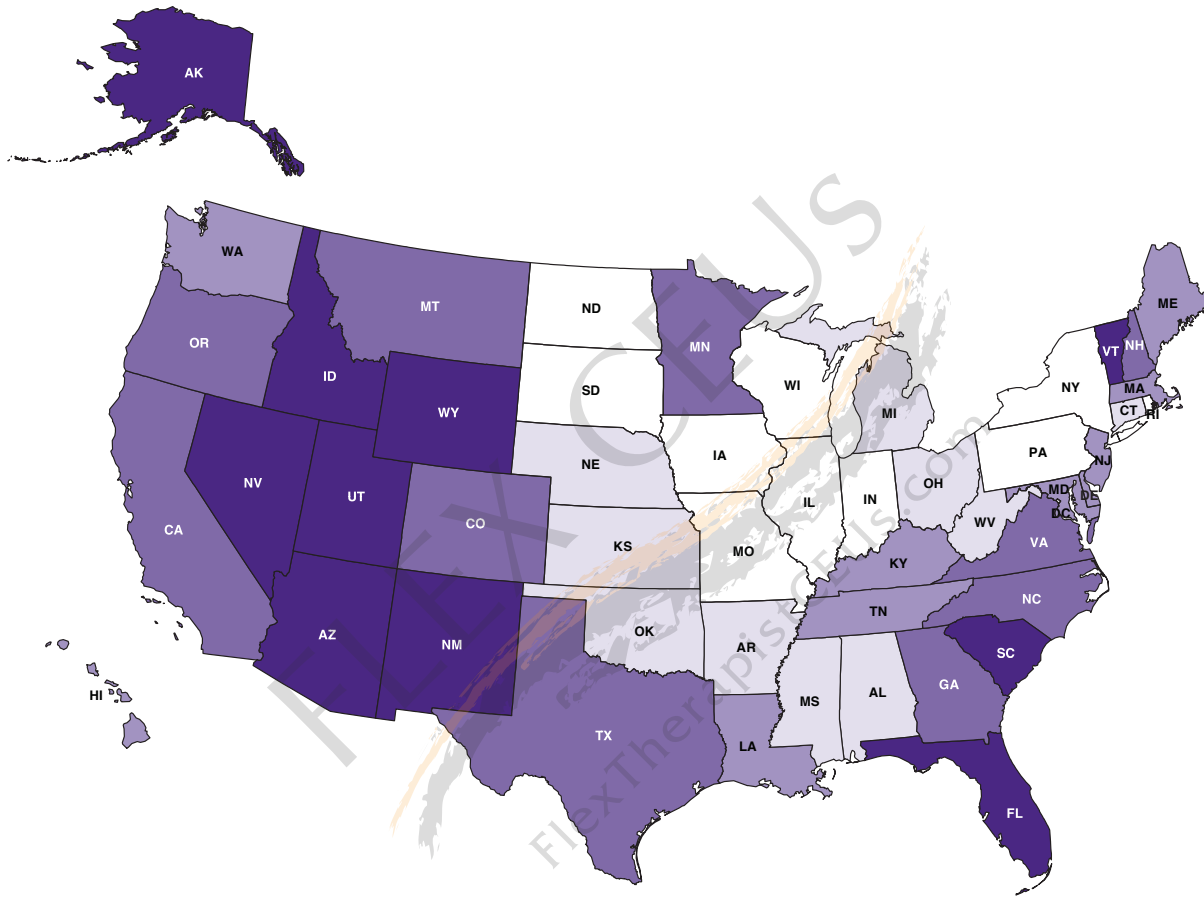 AK
WA
MT
ND
MN
ME
OR
ID
SD
WI
VT
NH
WY
NY
MA
MI
CT
RI
NE
IA
PA
NV
UT
NJ
OH
CO
IL
IN
MD
DE
CA
WV
DC
KS
MO
VA
KY
NC
TN
AZ
NM
OK
AR
SC
GA
MS
AL
HI
TX
LA
FL
FLEX CEUs
FlexTherapistCEUs.com